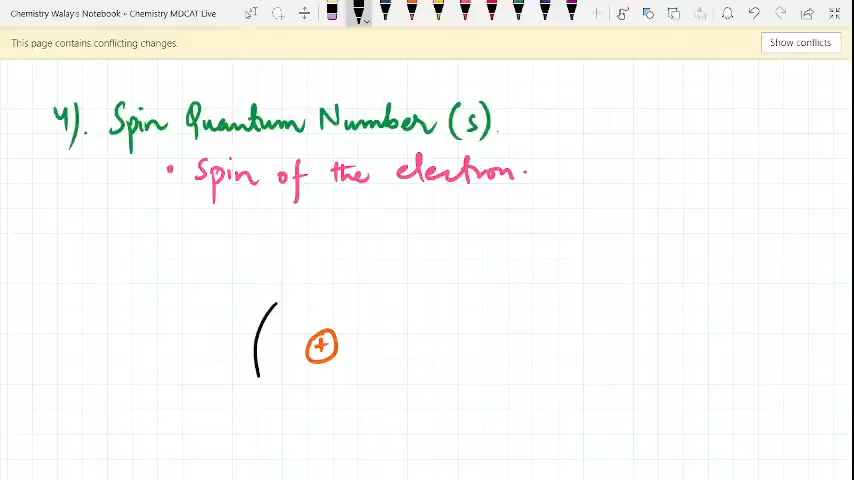 Chemistry Walay's Notebook » Chemistry MDCAT Live
This page contains conflicting changes.
Show conflicts
4). Spin Quantum Number (s).
• Spin of the electron.
+